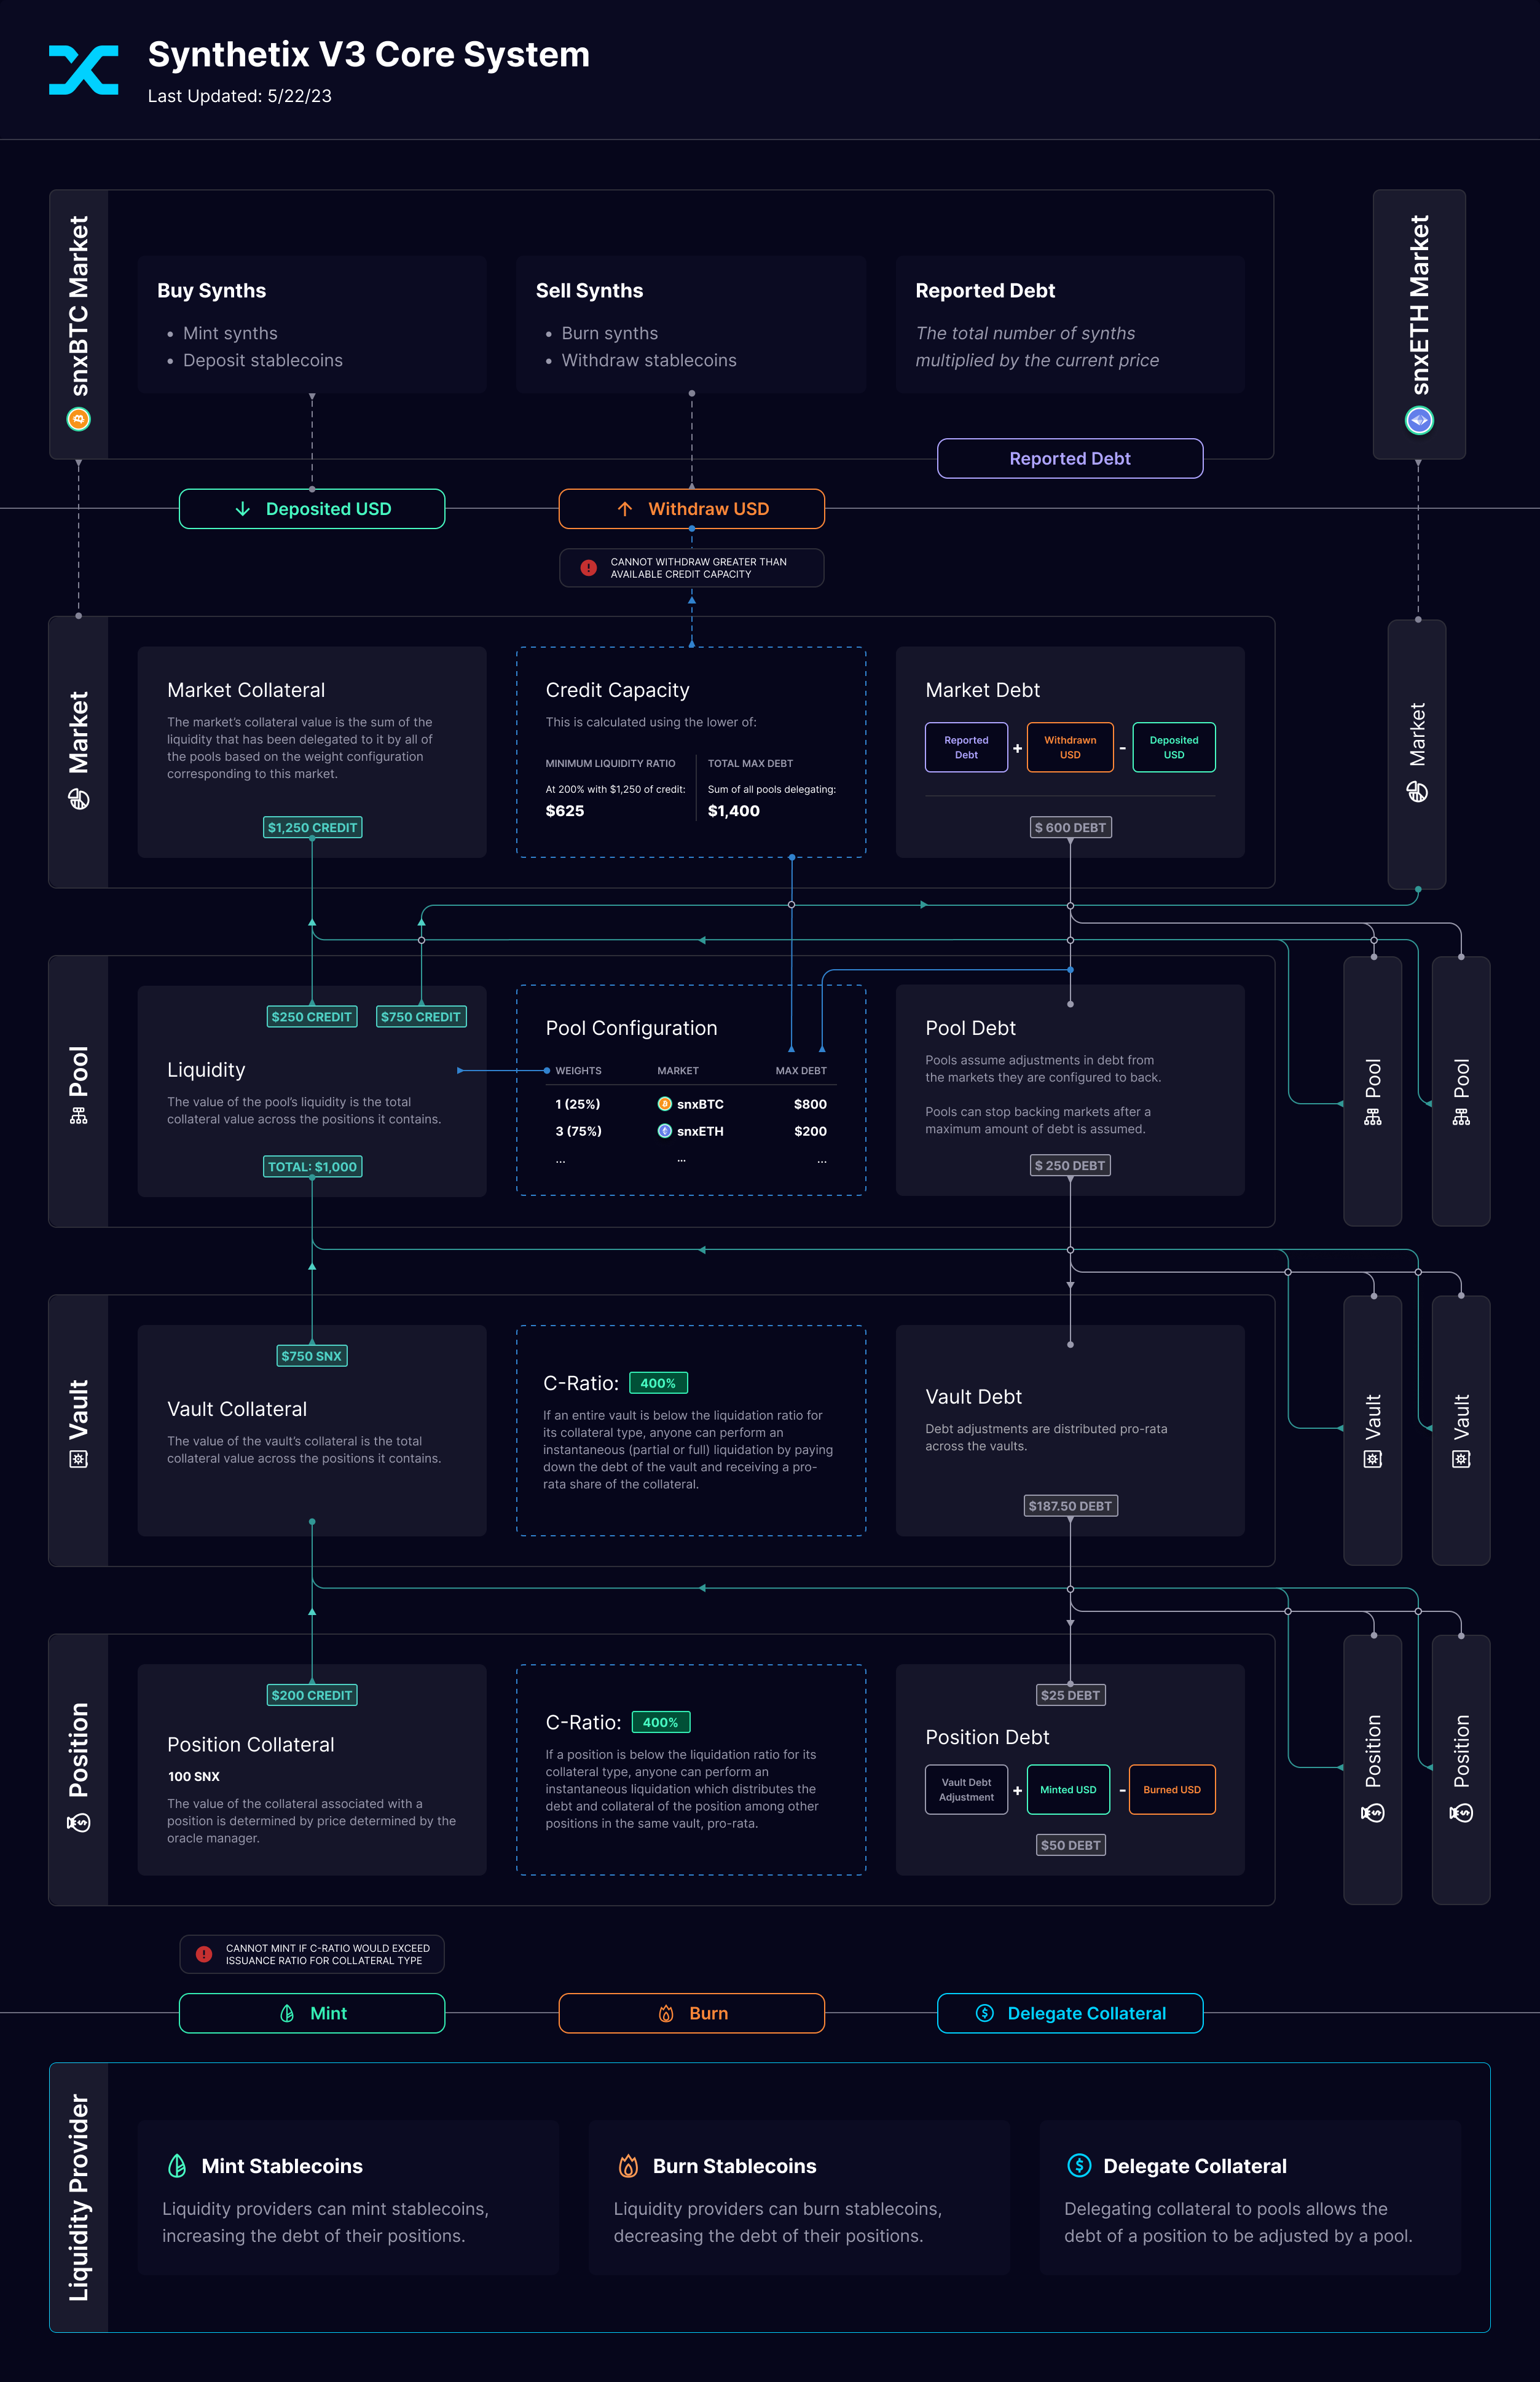 Synthetix V3 Core System
Last Updated: 5/22/23
snxBTC Market
Buy Synths
• Mint synths
• Deposit stablecoins
Sell Synths
• Burn synths
• Withdraw stablecoins
Reported Debt
The total number of synths
multiplied by the current price
snxETH Market
Reported Debt
Deposited USD
Withdraw USD
CANNOT WITHDRAW GREATER THAN
AVAILABLE CREDIT CAPACITY
Market
Market Collateral
The market's collateral value is the sum of the
liquidity that has been delegated to it by all of
the pools based on the weight configuration
corresponding to this market.
$1,250 CREDIT
Credit Capacity
This is calculated using the lower of:
MINIMUM LIQUIDITY RATIO
At 200% with $1,250 of credit:
$625
TOTAL MAX DEBT
Sum of all pools delegating:
$1,400
Market Debt
Reported
Debt
+
Withdrawn
USD
-
Deposited
USD
$ 600 DEBT
Market
Pool
$250 CREDIT
$750 CREDIT
Liquidity
The value of the pool's liquidity is the total
collateral value across the positions it contains.
TOTAL: $1,000
Pool Configuration
WEIGHTS MARKET MAX DEBT
1 (25%) snxBTC $800
3 (75%) snxETH $200
... ... ...
Pool Debt
Pools assume adjustments in debt from
the markets they are configured to back.
Pools can stop backing markets after a
maximum amount of debt is assumed.
$ 250 DEBT
Pool
Pool
Vault
$750 SNX
Vault Collateral
The value of the vault's collateral is the total
collateral value across the positions it contains.
C-Ratio: 400%
If an entire vault is below the liquidation ratio for
its collateral type, anyone can perform an
instantaneous (partial or full) liquidation by paying
down the debt of the vault and receiving a pro-
rata share of the collateral.
Vault Debt
Debt adjustments are distributed pro-rata
across the vaults.
$187.50 DEBT
Vault
Vault
Position
$200 CREDIT
Position Collateral
100 SNX
The value of the collateral associated with a
position is determined by price determined by the
oracle manager.
C-Ratio: 400%
If a position is below the liquidation ratio for its
collateral type, anyone can perform an
instantaneous liquidation which distributes the
debt and collateral of the position among other
positions in the same vault, pro-rata.
$25 DEBT
Position Debt
Vault Debt
Adjustment
+
Minted USD
-
Burned USD
$50 DEBT
Position
Position
CANNOT MINT IF C-RATIO WOULD EXCEED
ISSUANCE RATIO FOR COLLATERAL TYPE
Mint
Burn
Delegate Collateral
Liquidity Provider
Mint Stablecoins
Liquidity providers can mint stablecoins,
increasing the debt of their positions.
Burn Stablecoins
Liquidity providers can burn stablecoins,
decreasing the debt of their positions.
Delegate Collateral
Delegating collateral to pools allows the
debt of a position to be adjusted by a pool.